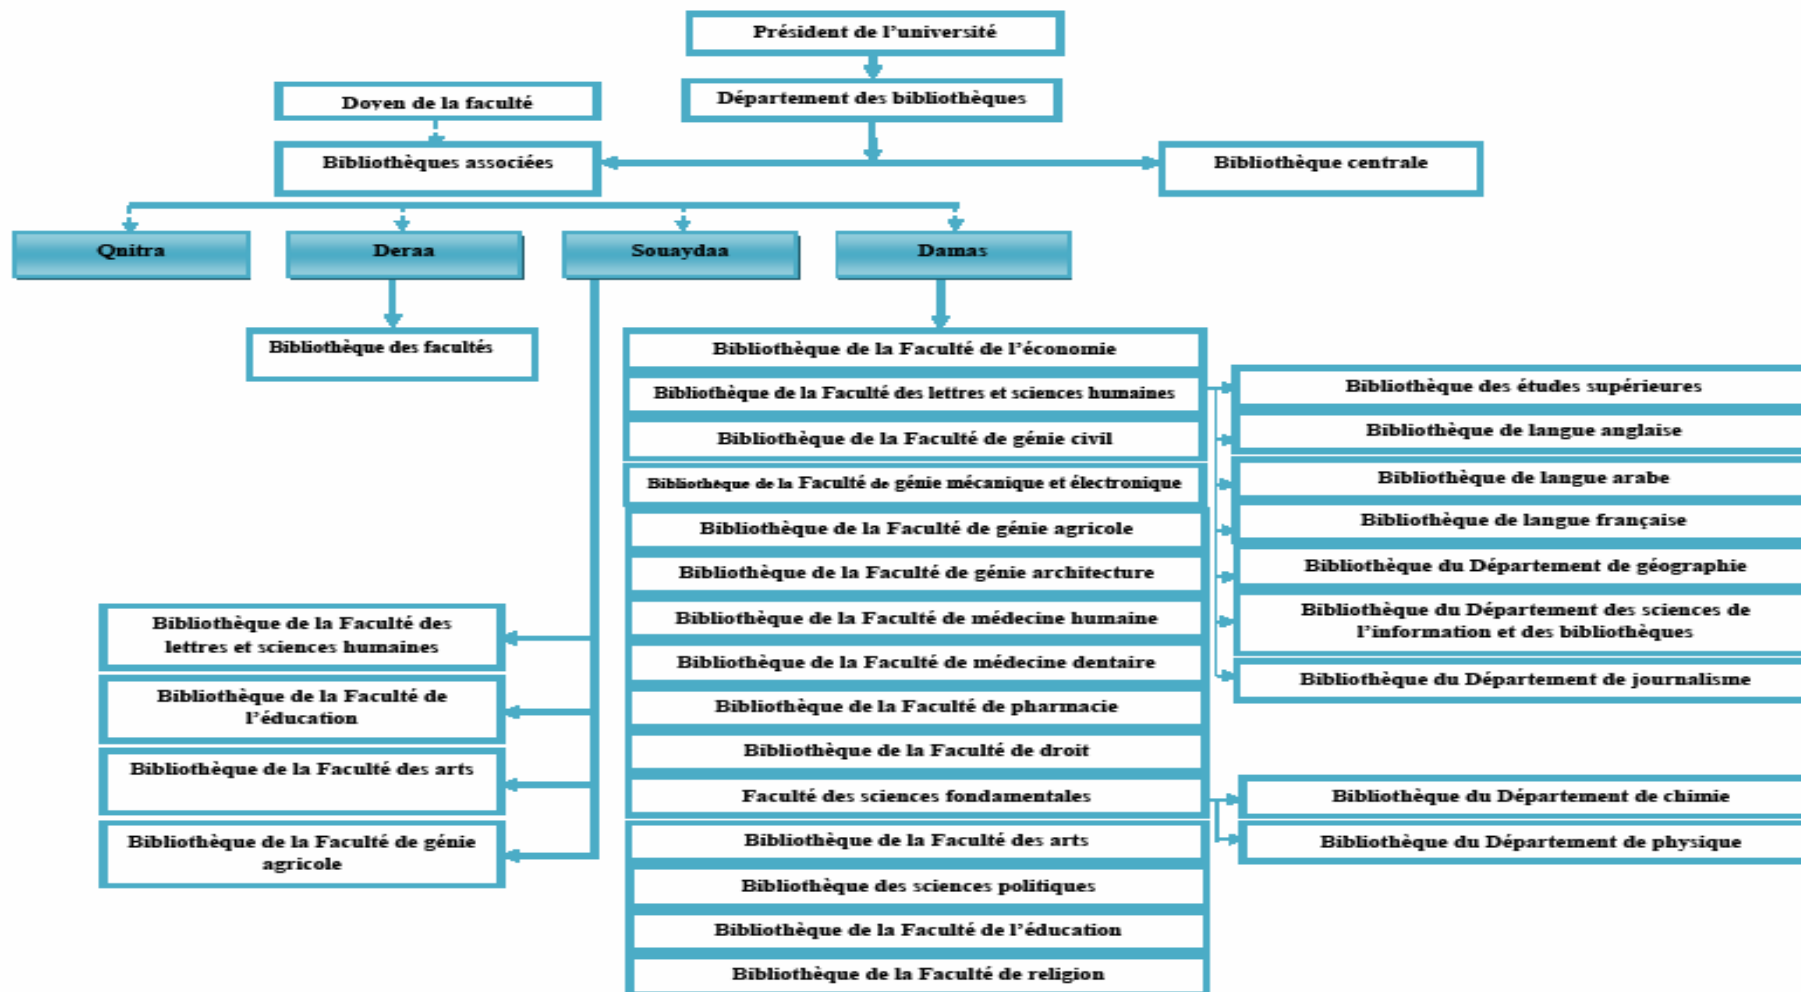 Président de l'université
Département des bibliothèques
Doyen de la faculté
Bibliothèques associées
Bibliothèque centrale
Qnitra
Deraa
Souaydaa
Damas
Bibliothèque des facultés
Bibliothèque de la Faculté des
lettres et sciences humaines
Bibliothèque de la Faculté de
l'éducation
Bibliothèque de la Faculté des arts
Bibliothèque de la Faculté de génie
agricole
Bibliothèque de la Faculté de l'économie
Bibliothèque de la Faculté des lettres et sciences humaines
Bibliothèque de la Faculté de génie civil
Bibliothèque de la Faculté de génie mécanique et électronique
Bibliothèque de la Faculté de génie agricole
Bibliothèque de la Faculté de génie architecture
Bibliothèque de la Faculté de médecine humaine
Bibliothèque de la Faculté de médecine dentaire
Bibliothèque de la Faculté de pharmacie
Bibliothèque de la Faculté de droit
Faculté des sciences fondamentales
Bibliothèque de la Faculté des arts
Bibliothèque des sciences politiques
Bibliothèque de la Faculté de l'éducation
Bibliothèque de la Faculté de religion
Bibliothèque des études supérieures
Bibliothèque de langue anglaise
Bibliothèque de langue arabe
Bibliothèque de langue française
Bibliothèque du Département de géographie
Bibliothèque du Département des sciences de
l'information et des bibliothèques
Bibliothèque du Département de journalisme
Bibliothèque du Département de chimie
Bibliothèque du Département de physique